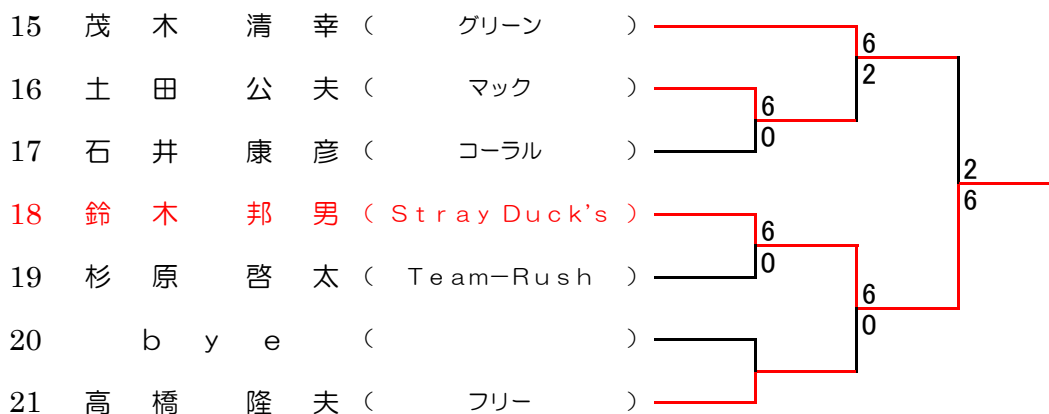 15 茂木 清幸 ( グリーン )
6
2
16 土田 公夫 ( マック )
6
0
17 石井 康彦 ( コーラル )
2
6
18 鈴木 邦男 ( Stray Duck's )
6
0
19 杉原 啓太 ( Team－Rush )
6
0
20 bye ( )
21 高橋 隆夫 ( フリー )